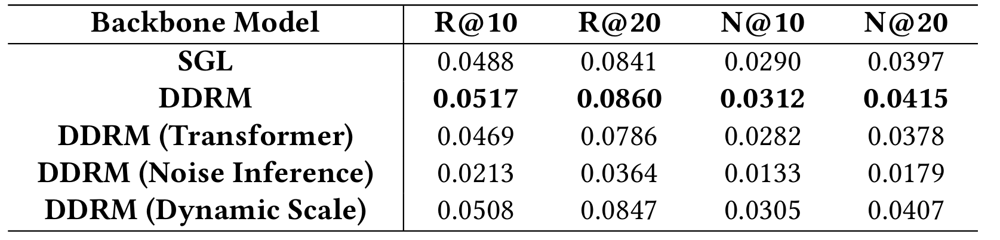 Backbone Model R@10 R@20 N@10 N@20
SGL 0.0488 0.0841 0.0290 0.0397
DDRM 0.0517 0.0860 0.0312 0.0415
DDRM (Transformer) 0.0469 0.0786 0.0282 0.0378
DDRM (Noise Inference) 0.0213 0.0364 0.0133 0.0179
DDRM (Dynamic Scale) 0.0508 0.0847 0.0305 0.0407